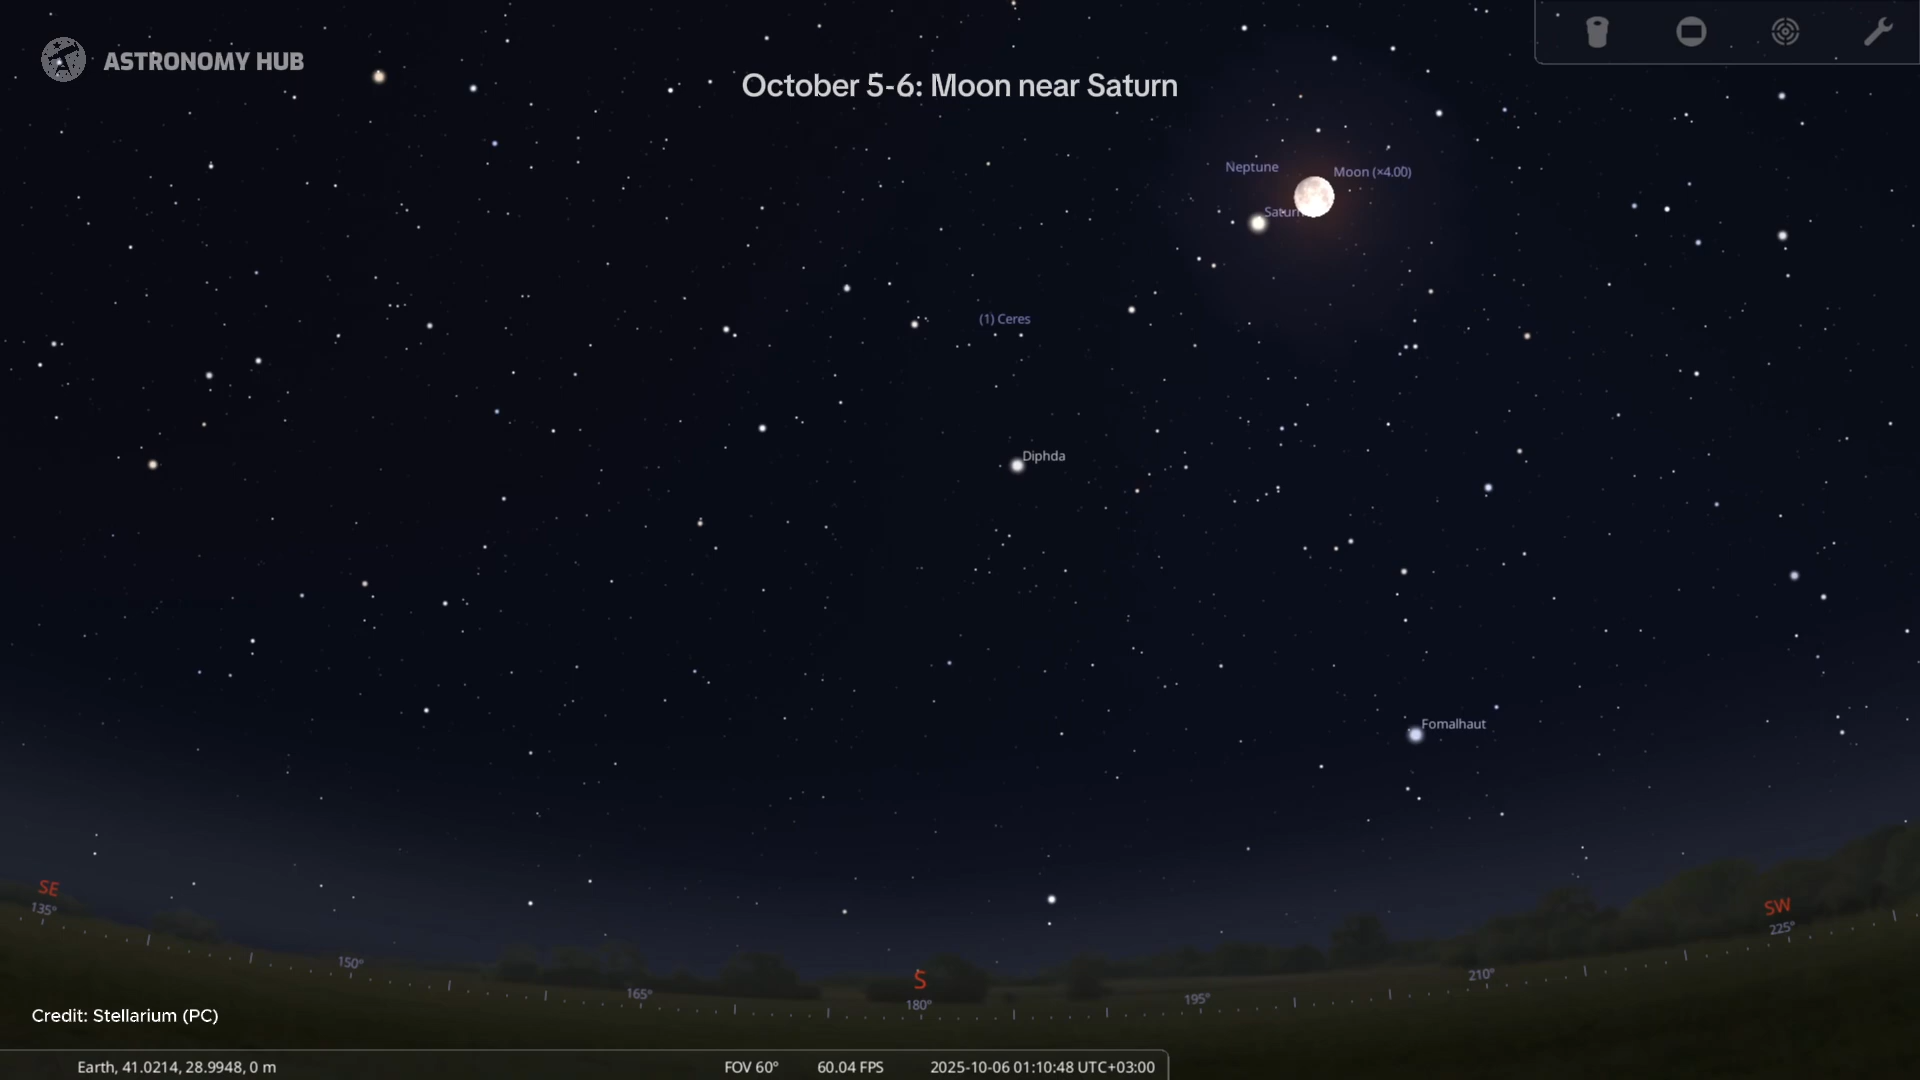 ASTRONOMY HUB
October 5-6: Moon near Saturn
Neptune
Moon (×4.00)
Saturn
(1) Ceres
Diphda
Fomalhaut
SE
135°
150°
165°
S
180°
195°
210°
SW
225°
Credit: Stellarium (PC)
Earth, 41.0214, 28.9948, 0 m
FOV 60°
60.04 FPS
2025-10-06 01:10:48 UTC+03:00